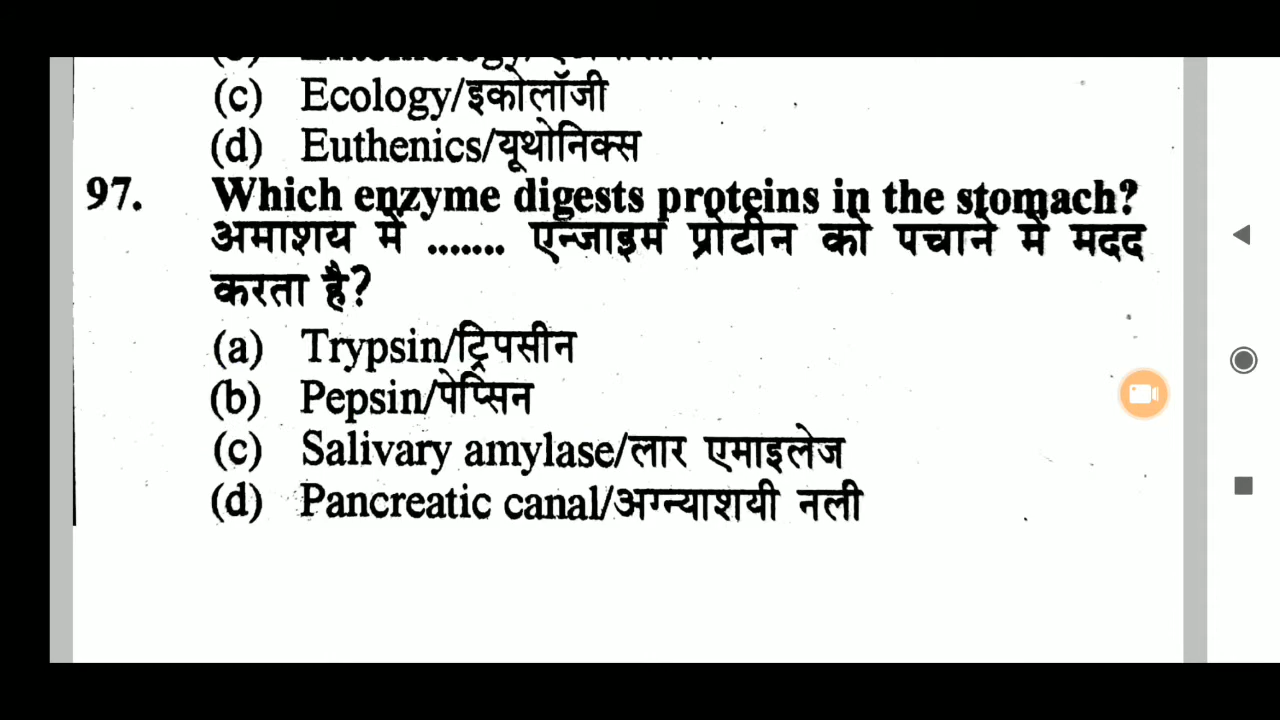 (c) Ecology/इकोलॉजी
(d) Euthenics/यूथोनिक्स
97. Which enzyme digests proteins in the stomach?
अमाशय में ....... एन्जाइम प्रोटीन को पचाने में मदद
करता है?
(a) Trypsin/ट्रिपसीन
(b) Pepsin/पेप्सिन
(c) Salivary amylase/लार एमाइलेज
(d) Pancreatic canal/अग्न्याशयी नली